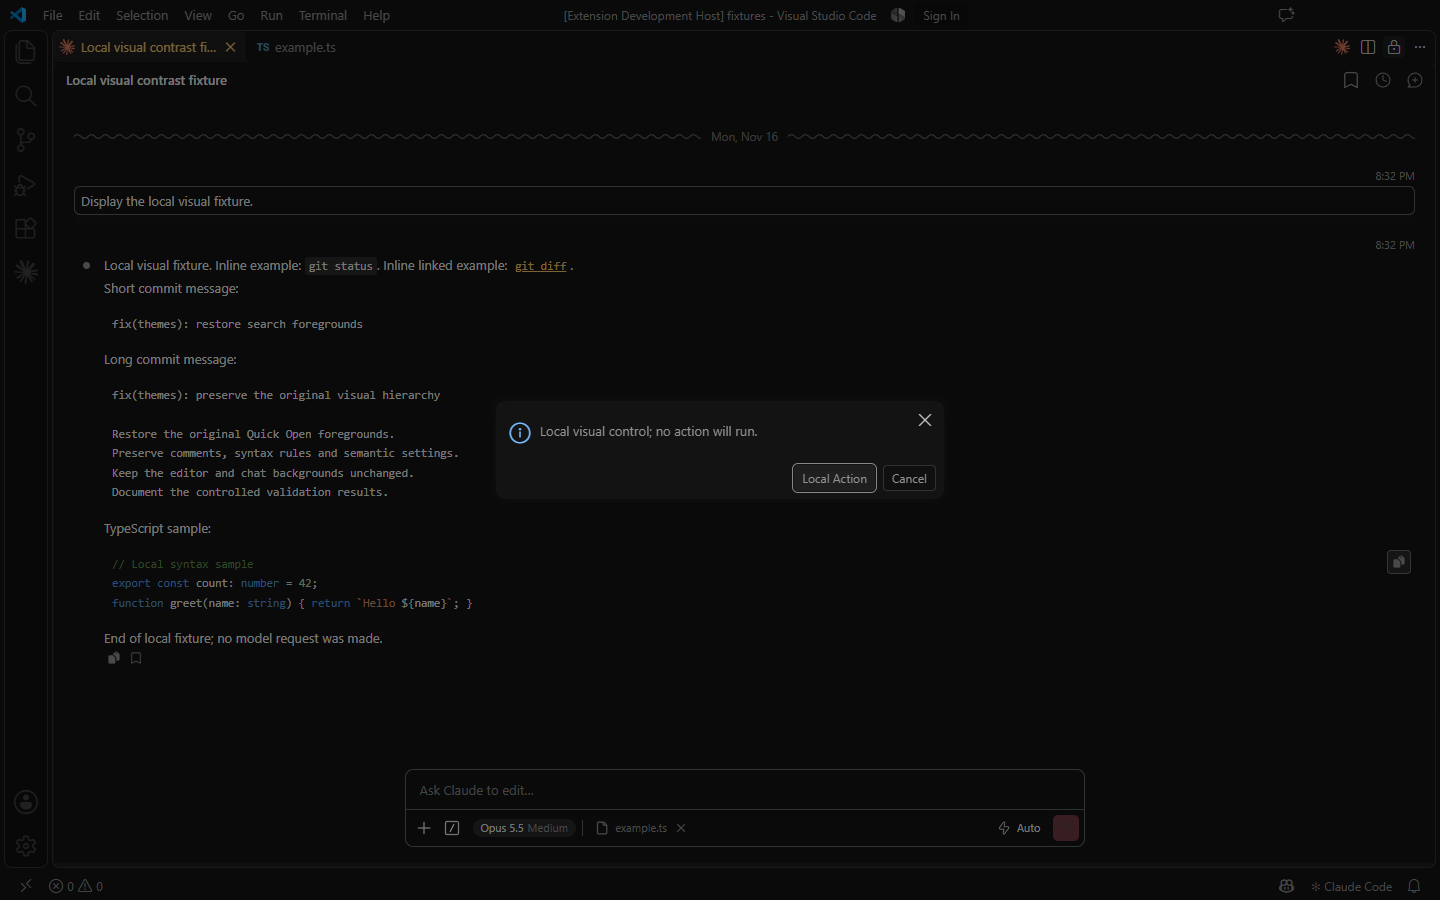 File Edit Selection View Go Run Terminal Help
[Extension Development Host] fixtures - Visual Studio Code
Sign In
Local visual contrast fi...
TS example.ts
Local visual contrast fixture
Mon, Nov 16
8:32 PM
Display the local visual fixture.
8:32 PM
Local visual fixture. Inline example: git status. Inline linked example: git diff.
Short commit message:
fix(themes): restore search foregrounds
Long commit message:
fix(themes): preserve the original visual hierarchy
Restore the original Quick Open foregrounds.
Preserve comments, syntax rules and semantic settings.
Keep the editor and chat backgrounds unchanged.
Document the controlled validation results.
Local visual control; no action will run.
Local Action
Cancel
TypeScript sample:
// Local syntax sample
export const count: number = 42;
function greet(name: string) { return `Hello ${name}`; }
End of local fixture; no model request was made.
Ask Claude to edit...
Opus 5.5 Medium
example.ts
Auto
0 0
Claude Code